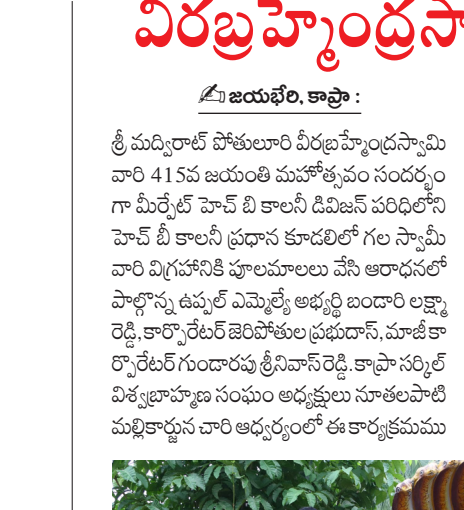 వీరబ్రహ్మేంద్రసా
జయభేరి, కాప్రా :
శ్రీ మద్విరాట్ పోతులూరి వీరబ్రహ్మేంద్రస్వామి
వారి 415వ జయంతి మహోత్సవం సందర్భం
గా మీర్పేట్ హెచ్ బి కాలనీ డివిజన్ పరిధిలోని
హెచ్ బీ కాలనీ ప్రధాన కూడలిలో గల స్వామీ
వారి విగ్రహానికి పూలమాలలు వేసి ఆరాధనలో
పాల్గొన్న ఉప్పల్ ఎమ్మెల్యే అభ్యర్థి బండారి లక్ష్మా
రెడ్డి, కార్పొరేటర్ జెరిపోతుల ప్రభుదాస్, మాజీ కా
ర్పొరేటర్ గుండారపు శ్రీనివాస్ రెడ్డి. కాప్రా సర్కిల్
విశ్వబ్రాహ్మణ సంఘం అధ్యక్షులు నూతలపాటి
మల్లికార్జున చారి ఆధ్వర్యంలో ఈ కార్యక్రమము